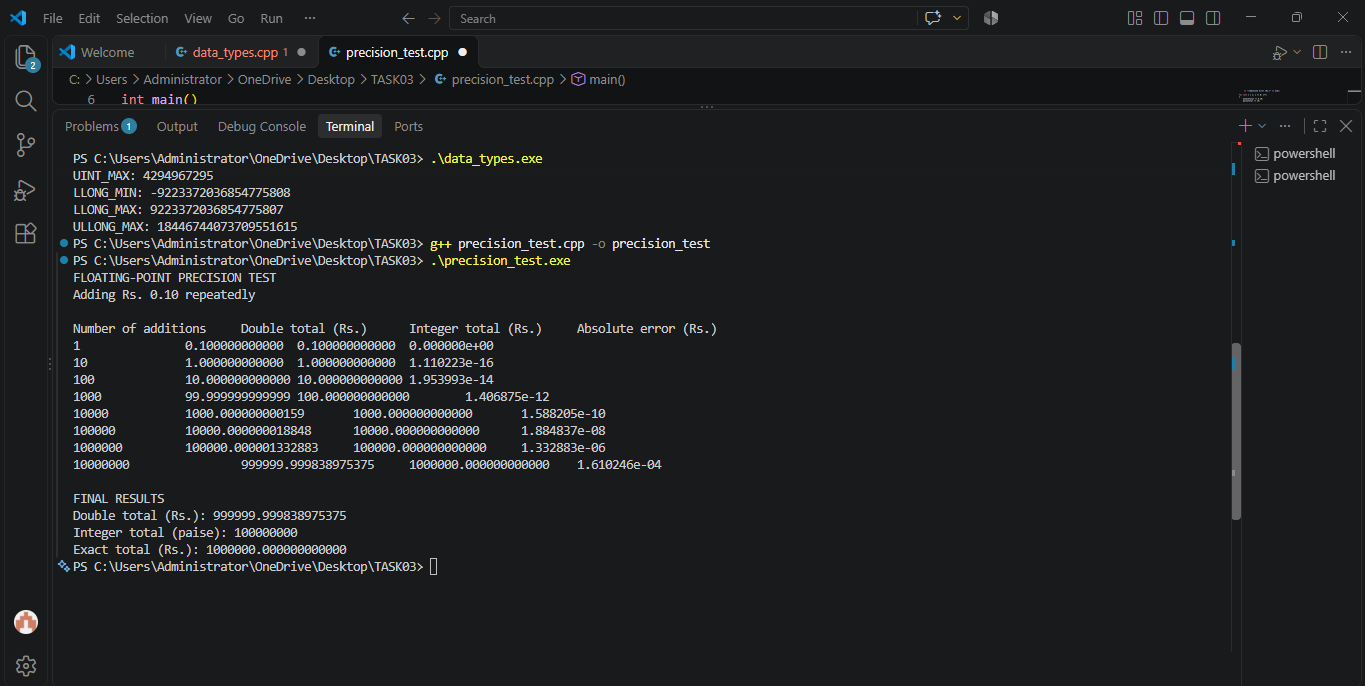 File Edit Selection View Go Run ··· Search
Welcome data_types.cpp 1 precision_test.cpp
C: > Users > Administrator > OneDrive > Desktop > TASK03 > precision_test.cpp > main()
6 int main()
Problems 1 Output Debug Console Terminal Ports
2
powershell
powershell
PS C:\Users\Administrator\OneDrive\Desktop\TASK03> .\data_types.exe
UINT_MAX: 4294967295
LLONG_MIN: -9223372036854775808
LLONG_MAX: 9223372036854775807
ULLONG_MAX: 18446744073709551615
PS C:\Users\Administrator\OneDrive\Desktop\TASK03> g++ precision_test.cpp -o precision_test
PS C:\Users\Administrator\OneDrive\Desktop\TASK03> .\precision_test.exe
FLOATING-POINT PRECISION TEST
Adding Rs. 0.10 repeatedly
Number of additions Double total (Rs.) Integer total (Rs.) Absolute error (Rs.)
1 0.100000000000 0.100000000000 0.000000e+00
10 1.000000000000 1.000000000000 1.110223e-16
100 10.000000000000 10.000000000000 1.953993e-14
1000 99.999999999999 100.000000000000 1.406875e-12
10000 1000.000000000159 1000.000000000000 1.588205e-10
100000 10000.000000018848 10000.000000000000 1.884837e-08
1000000 100000.000001332883 100000.000000000000 1.332883e-06
10000000 999999.999838975375 1000000.000000000000 1.610246e-04
FINAL RESULTS
Double total (Rs.): 999999.999838975375
Integer total (paise): 100000000
Exact total (Rs.): 1000000.000000000000
PS C:\Users\Administrator\OneDrive\Desktop\TASK03>